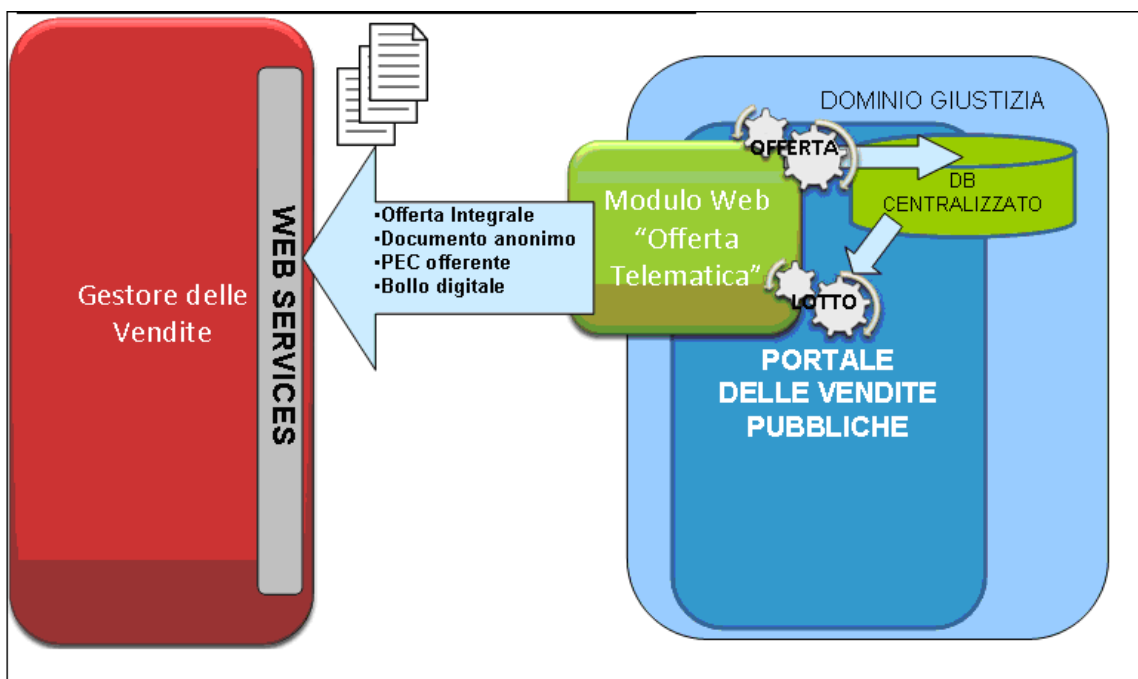 Gestore delle
Vendite
WEB SERVICES
•Offerta Integrale
•Documento anonimo
•PEC offerente
•Bollo digitale
Modulo Web
“Offerta
Telematica”
OFFERTA
LOTTO
DOMINIO GIUSTIZIA
DB
CENTRALIZZATO
PORTALE
DELLE VENDITE
PUBBLICHE